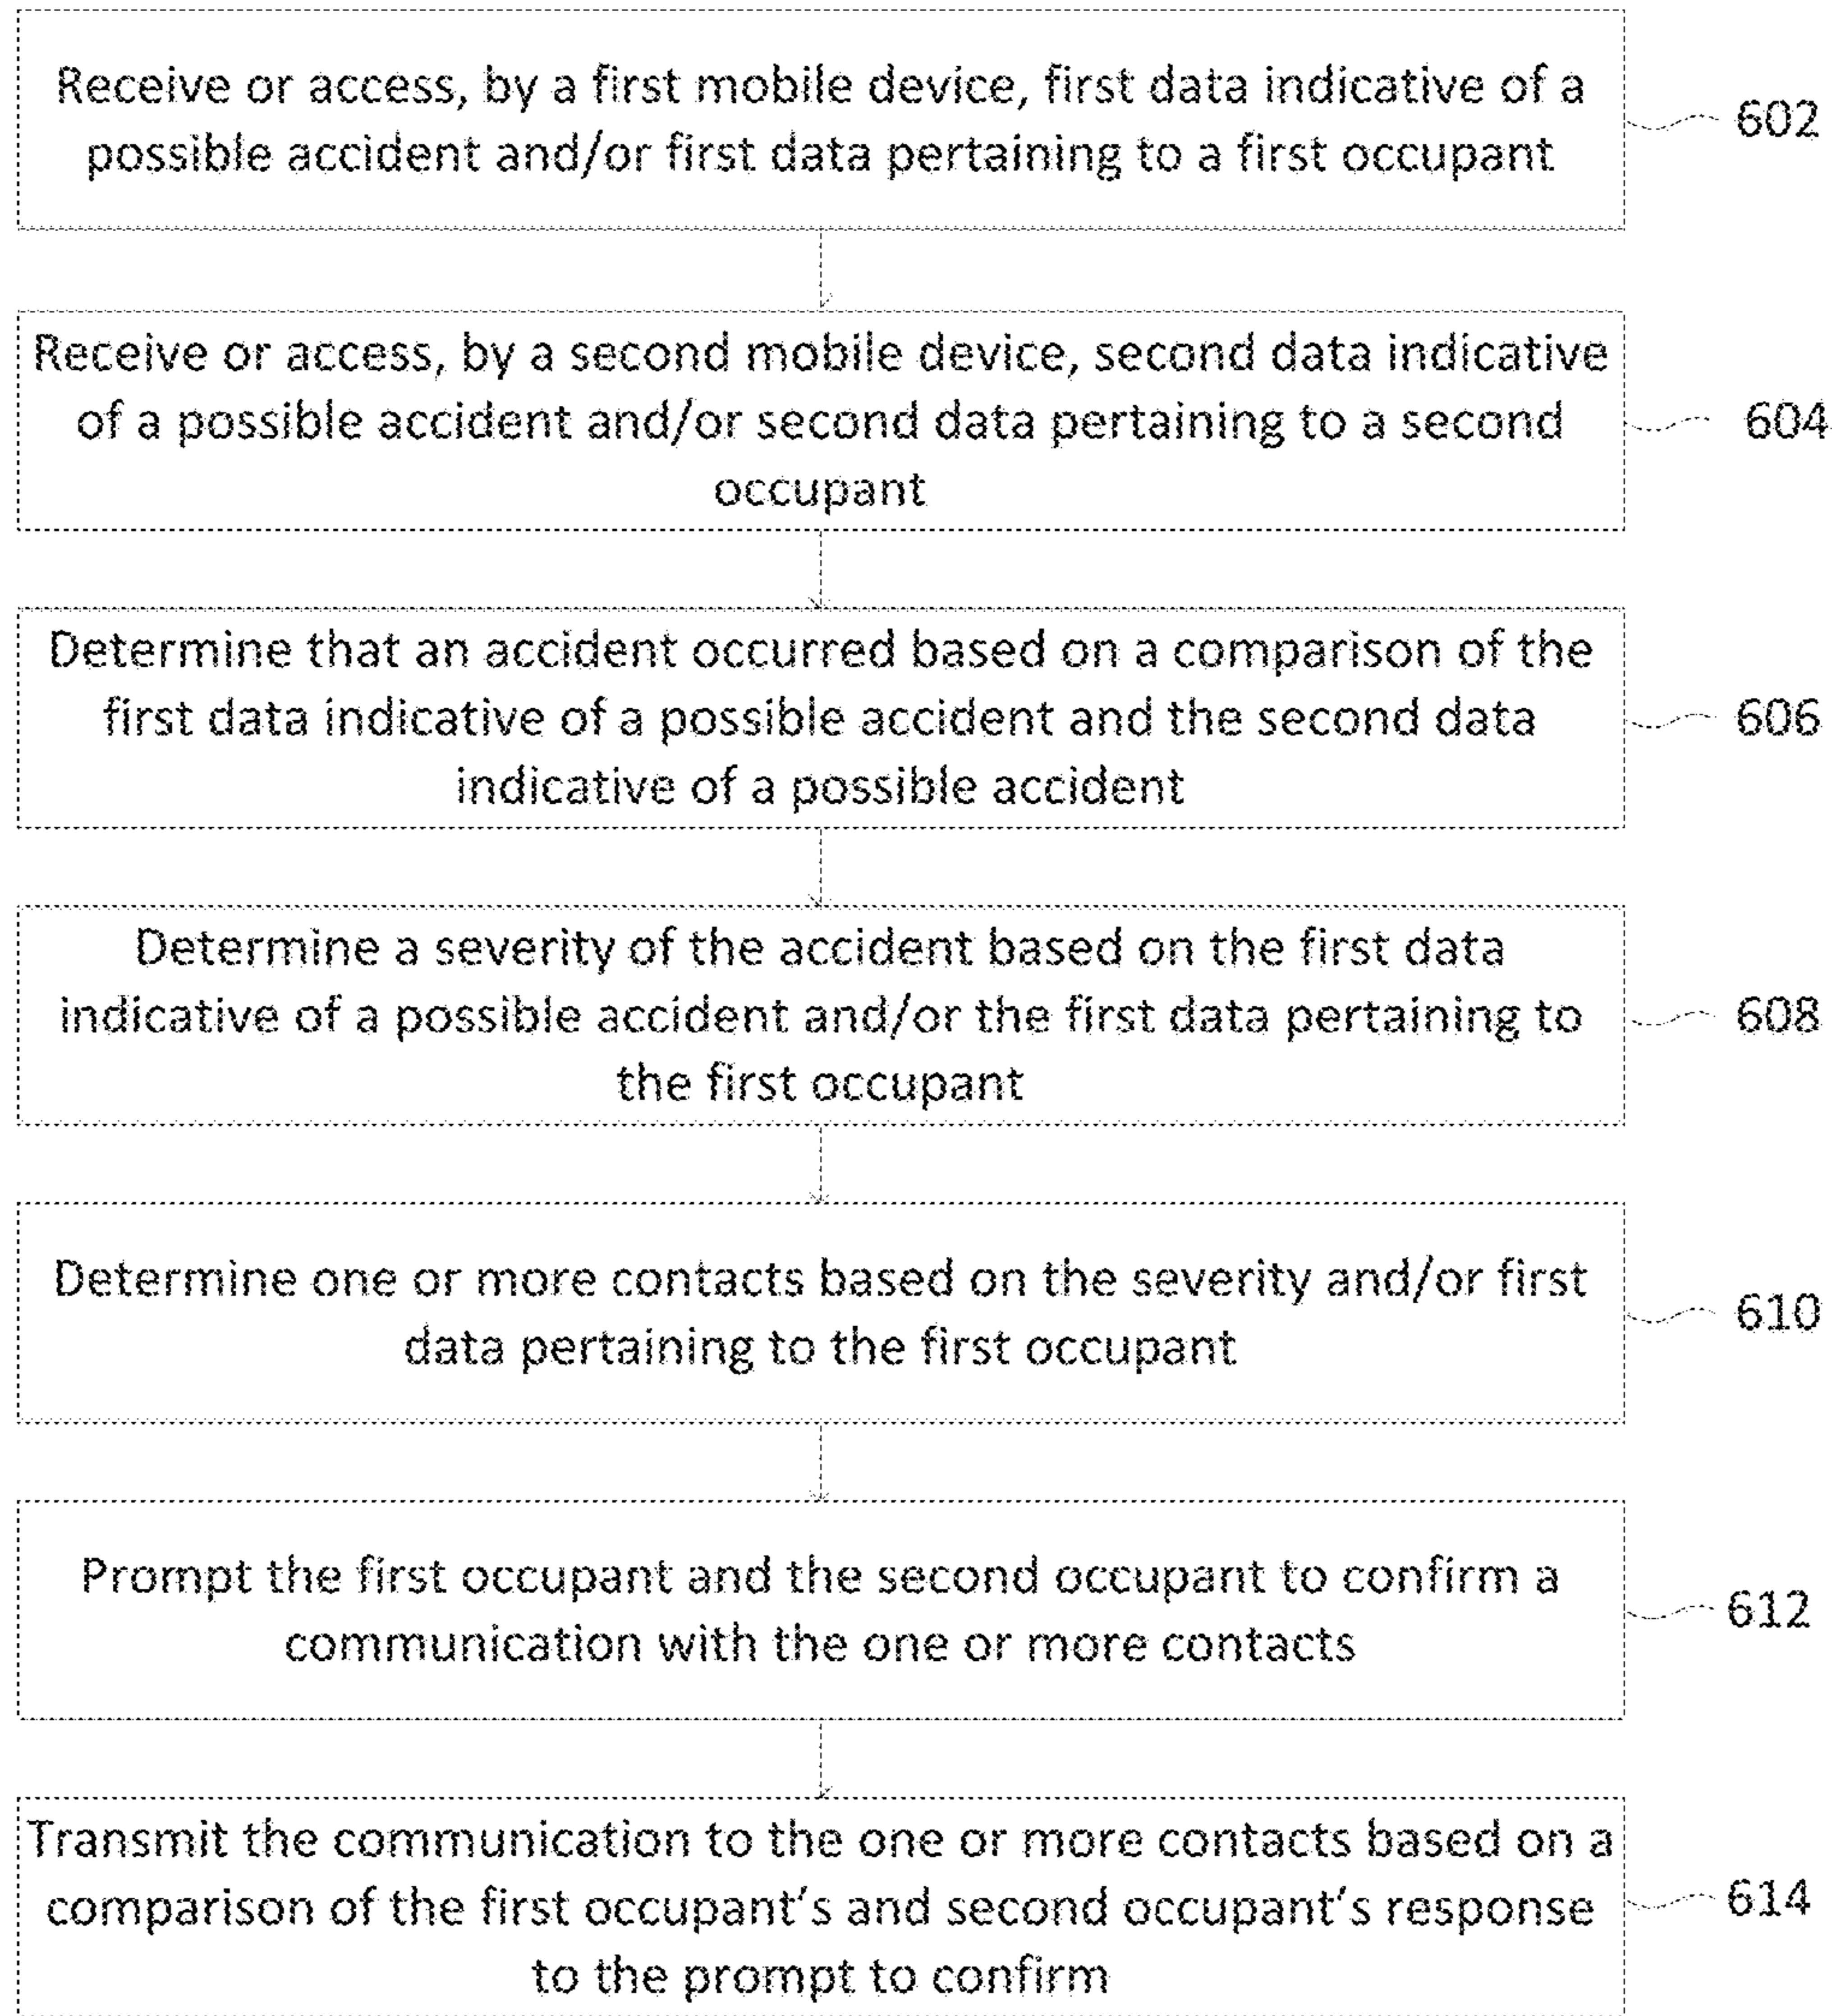 Receive or access, by a first mobile device, first data indicative of a
possible accident and/or first data pertaining to a first occupant
602
Receive or access, by a second mobile device, second data indicative
of a possible accident and/or second data pertaining to a second
occupant
604
Determine that an accident occurred based on a comparison of the
first data indicative of a possible accident and the second data
indicative of a possible accident
606
Determine a severity of the accident based on the first data
indicative of a possible accident and/or the first data pertaining to
the first occupant
608
Determine one or more contacts based on the severity and/or first
data pertaining to the first occupant
610
Prompt the first occupant and the second occupant to confirm a
communication with the one or more contacts
612
Transmit the communication to the one or more contacts based on a
comparison of the first occupant's and second occupant's response
to the prompt to confirm
614